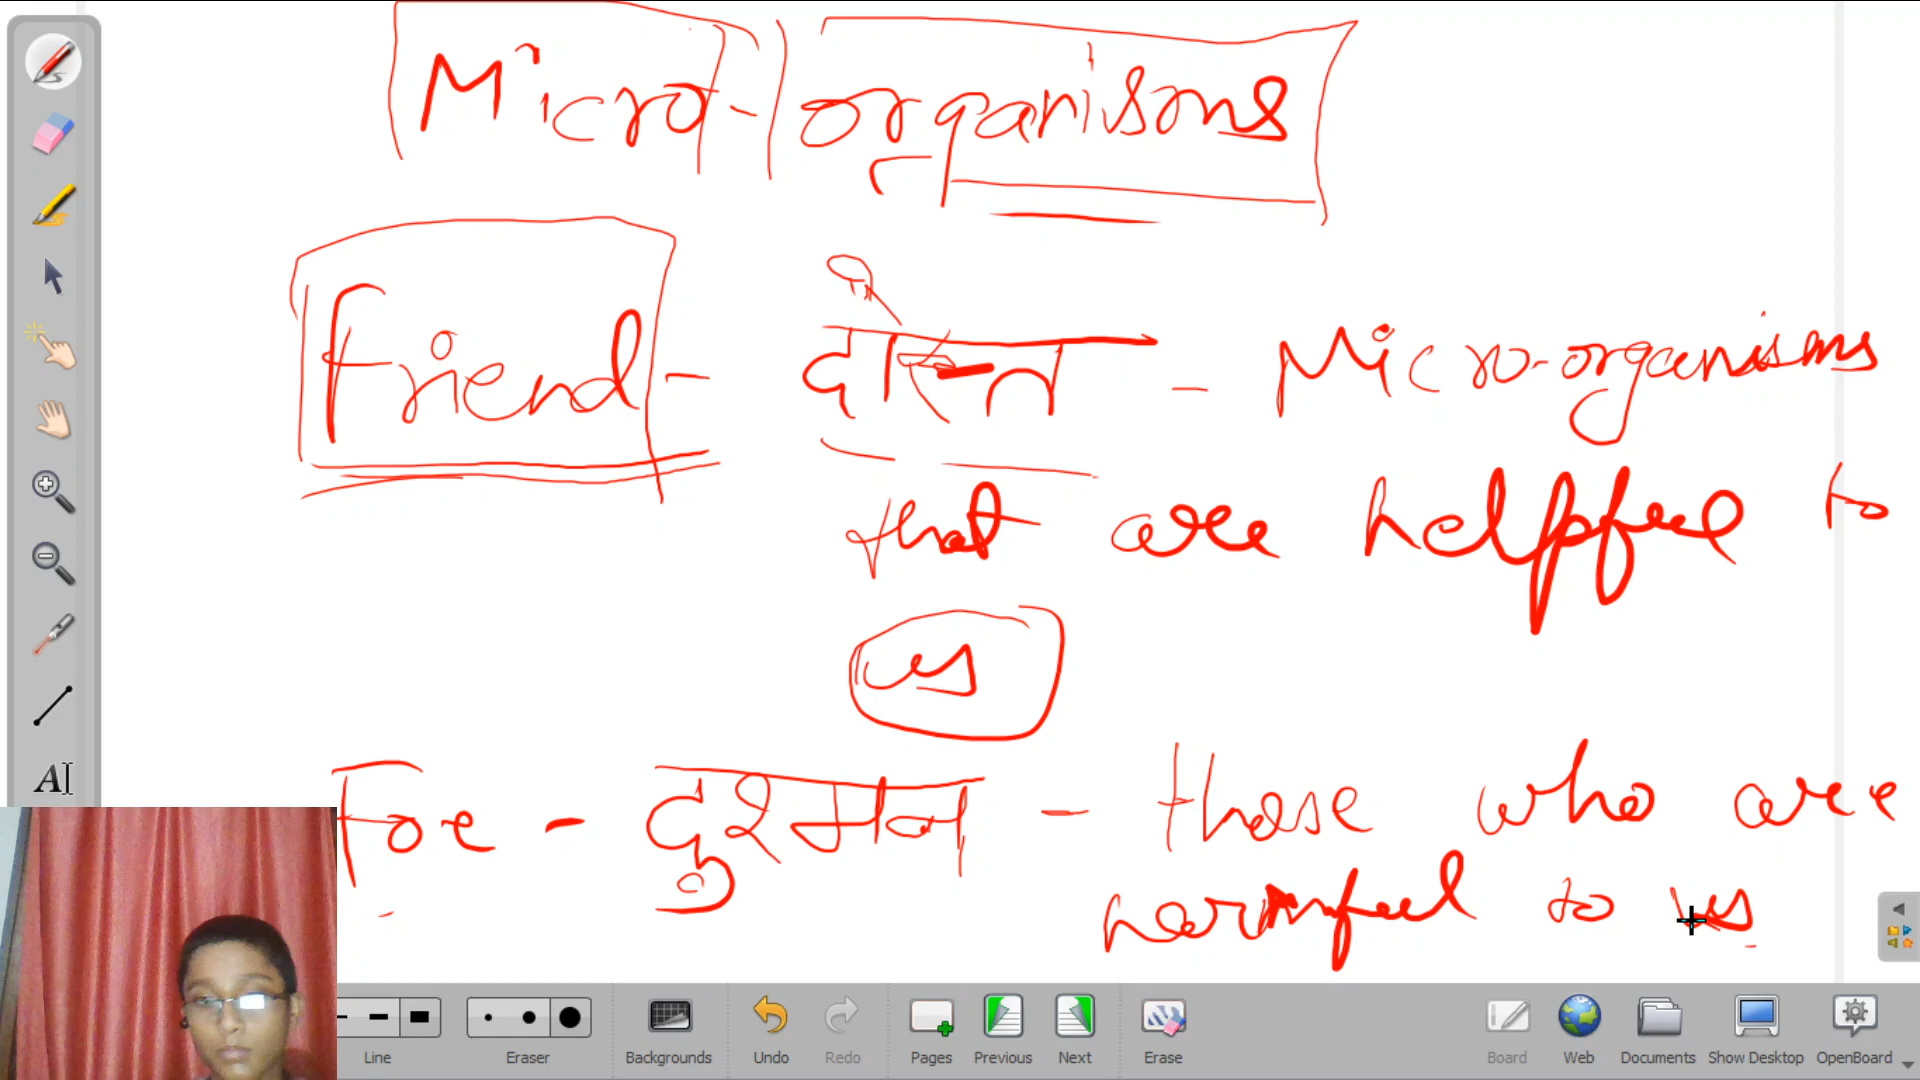 Micro-organisms
Friend - दोस्त - Micro-organisms
that are helpful to
us
Foe - दुश्मन - those who are
harmful to us
Line
Eraser
Backgrounds
Undo
Redo
Pages
Previous
Next
Erase
Board
Web
Documents
Show Desktop
OpenBoard